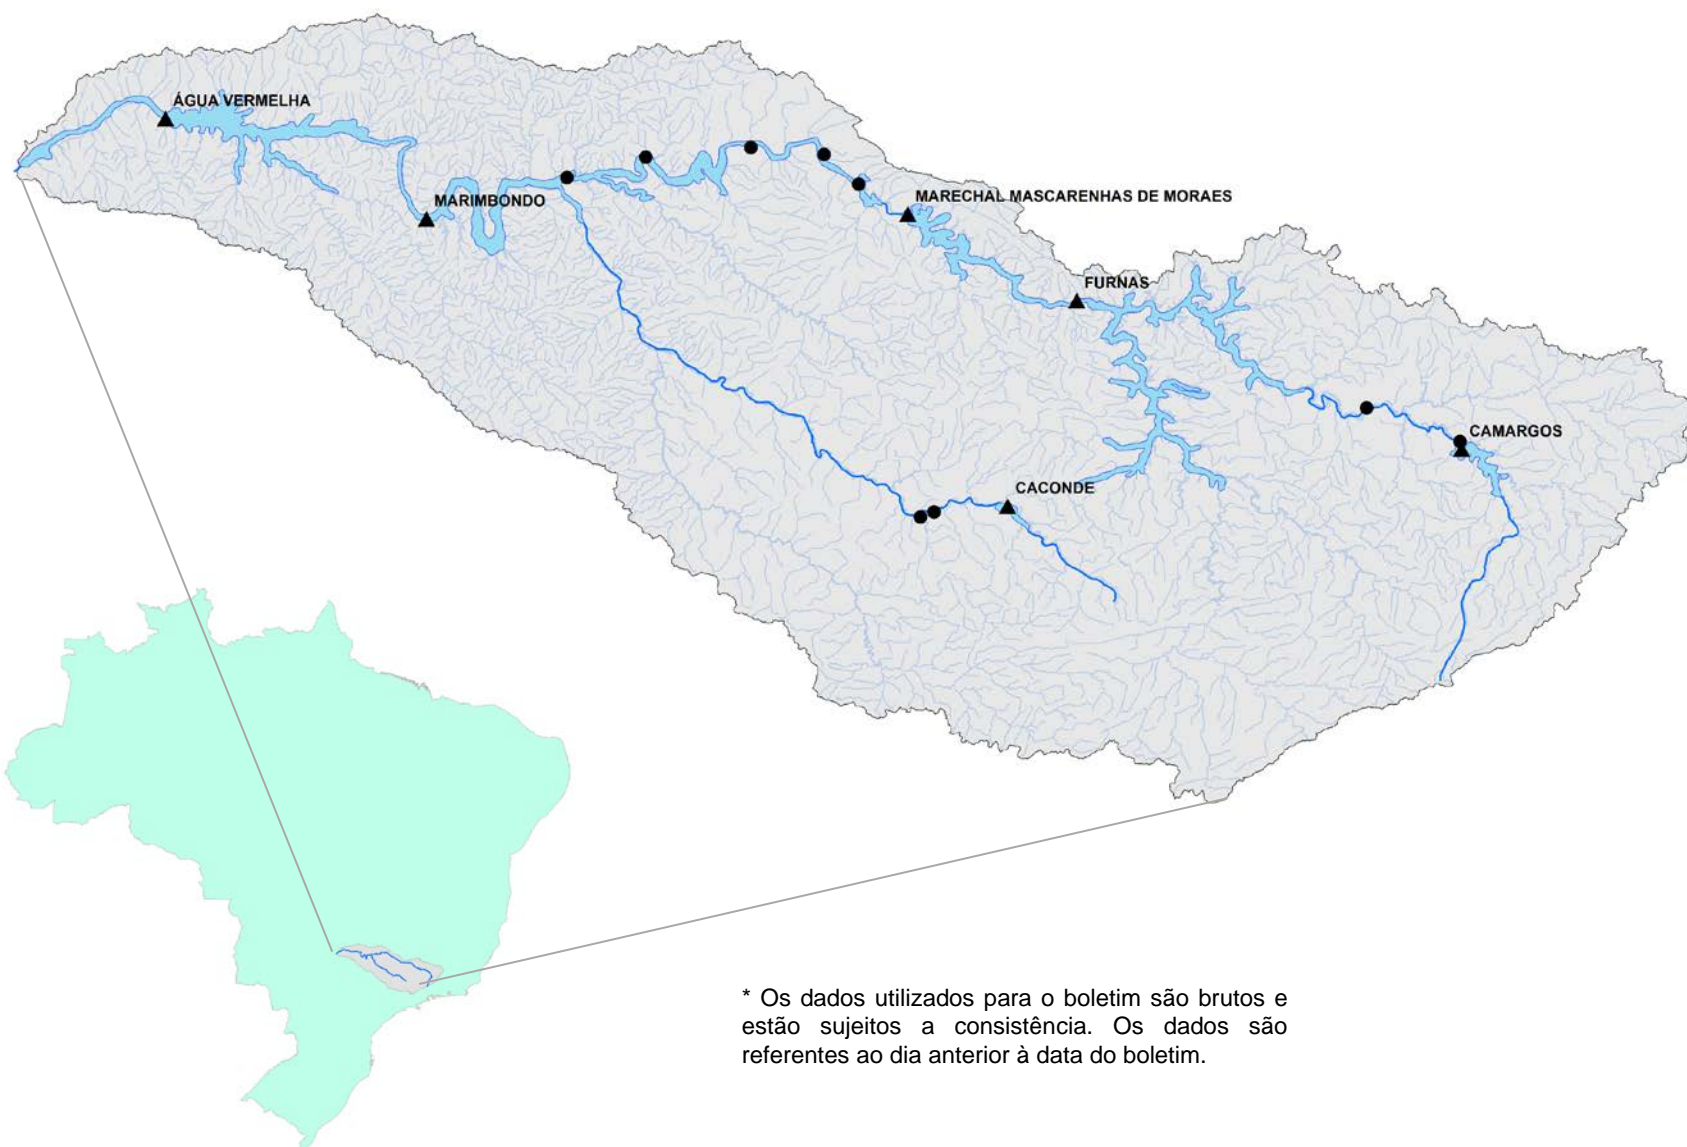 ÁGUA VERMELHA
MARIMBONDO
MARECHAL MASCARENHAS DE MORAES
FURNAS
CAMARGOS
CACONDE
* Os dados utilizados para o boletim são brutos e
estão sujeitos a consistência. Os dados são
referentes ao dia anterior à data do boletim.